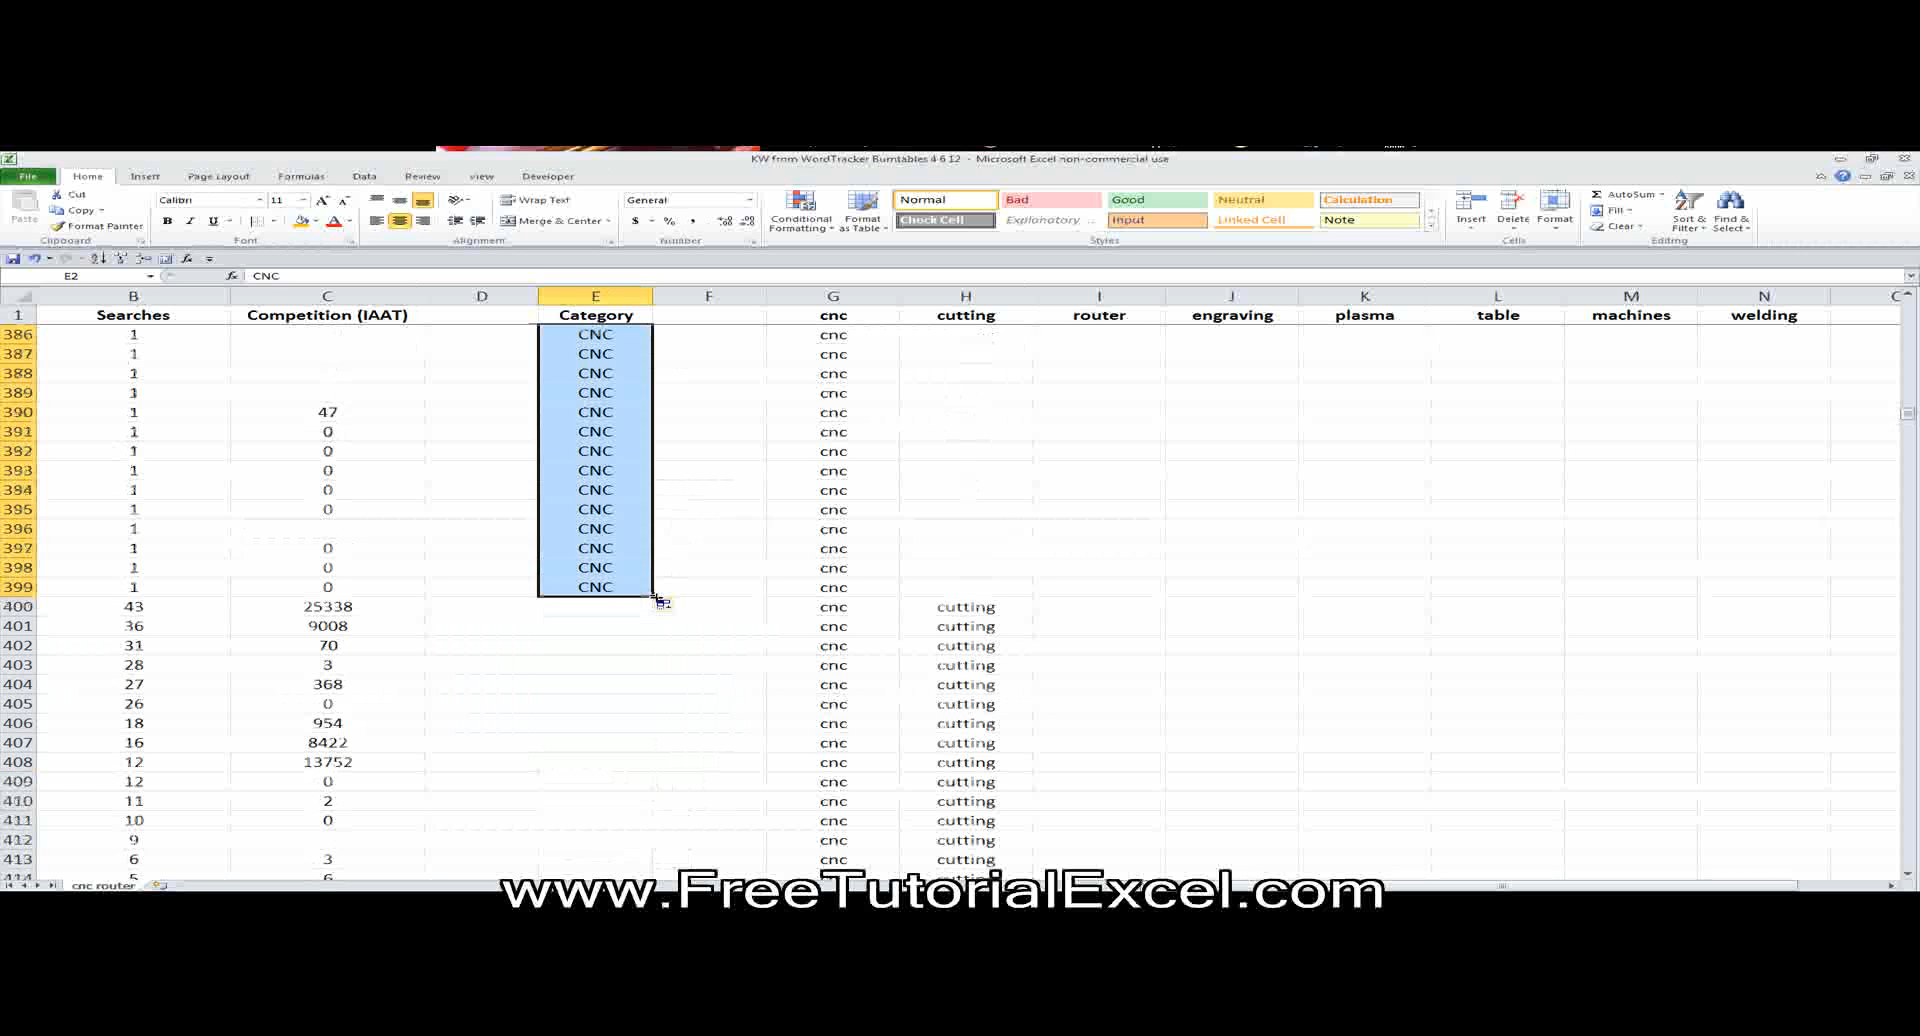 KW from WordTracker Burntables 4 6 12 - Microsoft Excel non-commercial use
File Home Insert Page Layout Formulas Data Review View Developer
Cut Calibri 11 Wrap Text General Normal Bad Good Neutral Calculation AutoSum
Paste Copy Fill
Format Painter B I U Merge & Center $ % , Conditional Formatting Format as Table Check Cell Explanatory ... Input Linked Cell Note Insert Delete Format Clear Sort & Filter Find & Select
Clipboard Font Alignment Number Styles Cells Editing
E2 fx CNC
B C D E F G H I J K L M N
1 Searches Competition (IAAT) Category cnc cutting router engraving plasma table machines welding
386 1 CNC cnc
387 1 CNC cnc
388 1 CNC cnc
389 1 CNC cnc
390 1 47 CNC cnc
391 1 0 CNC cnc
392 1 0 CNC cnc
393 1 0 CNC cnc
394 1 0 CNC cnc
395 1 0 CNC cnc
396 1 CNC cnc
397 1 0 CNC cnc
398 1 0 CNC cnc
399 1 0 CNC cnc
400 43 25338 cnc cutting
401 36 9008 cnc cutting
402 31 70 cnc cutting
403 28 3 cnc cutting
404 27 368 cnc cutting
405 26 0 cnc cutting
406 18 954 cnc cutting
407 16 8422 cnc cutting
408 12 13752 cnc cutting
409 12 0 cnc cutting
410 11 2 cnc cutting
411 10 0 cnc cutting
412 9 cnc cutting
413 6 3 cnc cutting
414 5 6
cnc router
www.FreeTutorialExcel.com